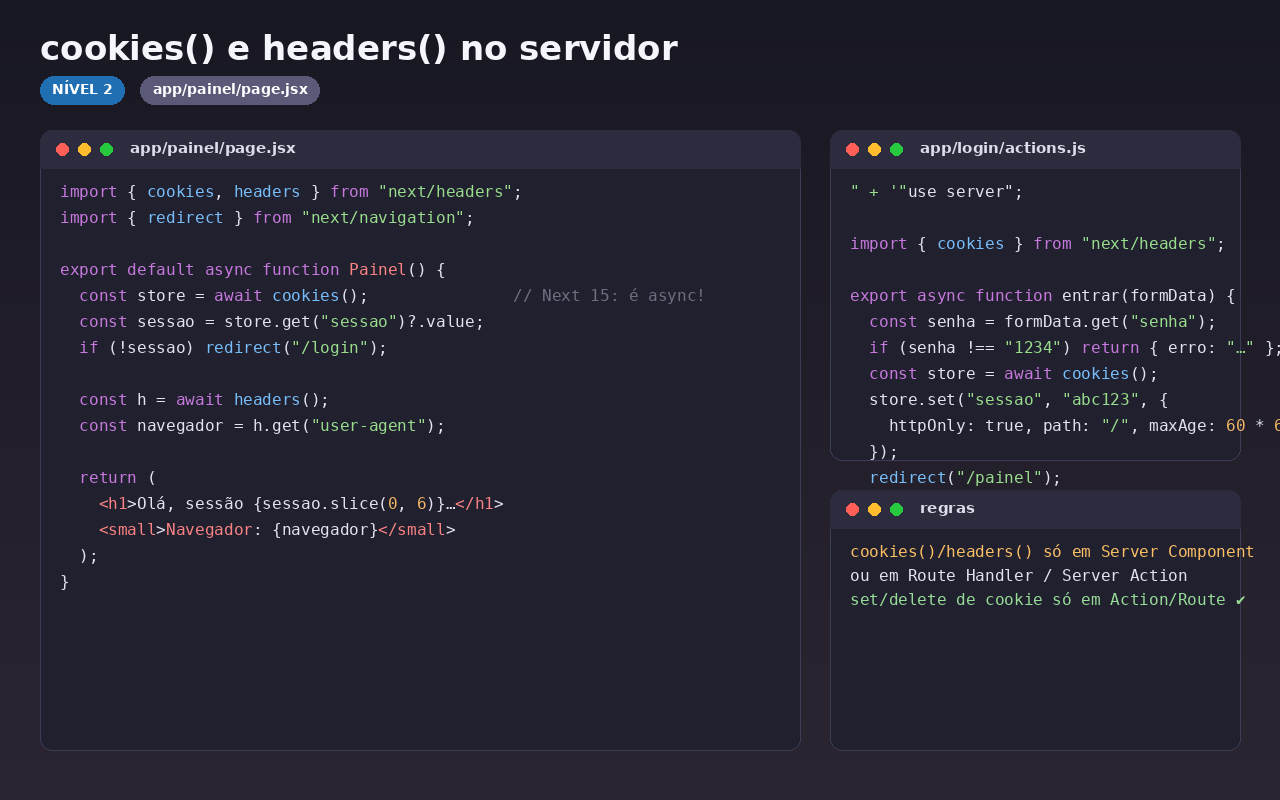 cookies() e headers() no servidor
NÍVEL 2
app/painel/page.jsx
app/painel/page.jsx
import { cookies, headers } from "next/headers";
import { redirect } from "next/navigation";
export default async function Painel() {
const store = await cookies(); // Next 15: é async!
const sessao = store.get("sessao")?.value;
if (!sessao) redirect("/login");
const h = await headers();
const navegador = h.get("user-agent");
return (
<h1>Olá, sessão {sessao.slice(0, 6)}…</h1>
<small>Navegador: {navegador}</small>
);
}
app/login/actions.js
" + '"use server";
import { cookies } from "next/headers";
export async function entrar(formData) {
const senha = formData.get("senha");
if (senha !== "1234") return { erro: "…" };
const store = await cookies();
store.set("sessao", "abc123", {
httpOnly: true, path: "/", maxAge: 60 * 6
});
redirect("/painel");
regras
cookies()/headers() só em Server Component
ou em Route Handler / Server Action
set/delete de cookie só em Action/Route ✔